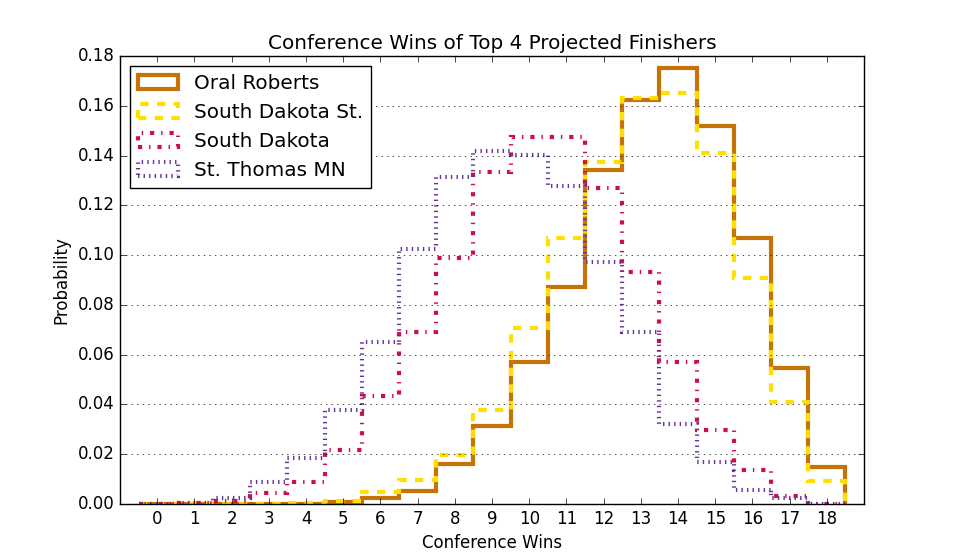 Conference Wins of Top 4 Projected Finishers
0.18
0.16
0.14
0.12
0.10
0.08
0.06
0.04
0.02
0.00
Probability
Oral Roberts
South Dakota St.
South Dakota
St. Thomas MN
0 1 2 3 4 5 6 7 8 9 10 11 12 13 14 15 16 17 18
Conference Wins